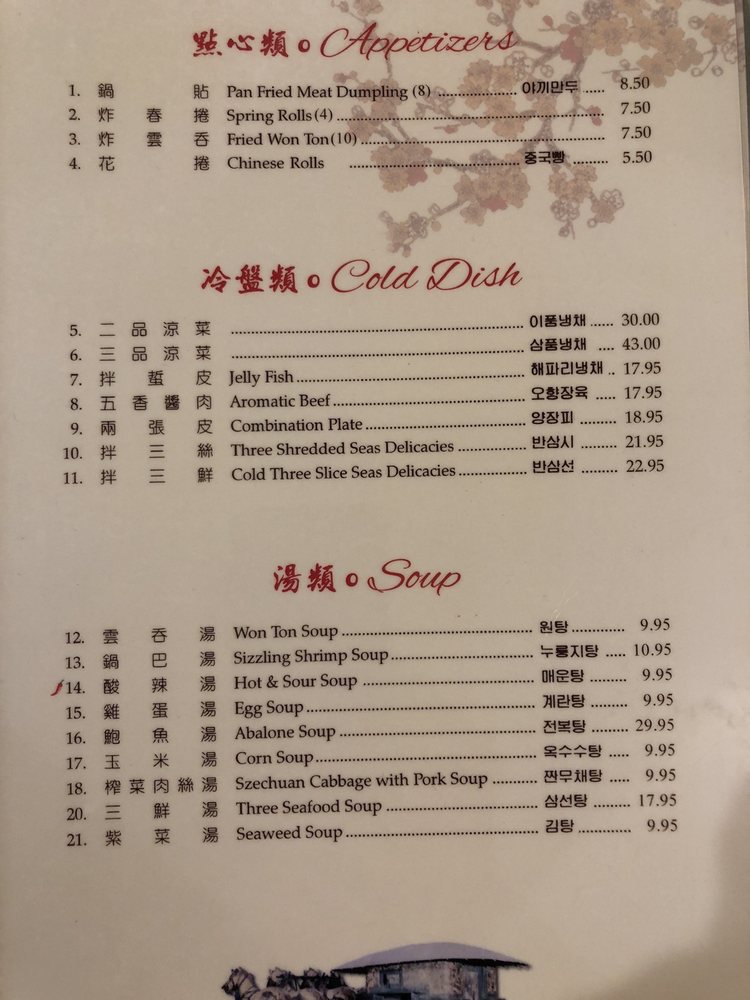 點心類 Appetizers
1. 鍋貼 Pan Fried Meat Dumpling (8) ........ 야끼만두 ...... 8.50
2. 炸春捲 Spring Rolls (4) ........ 7.50
3. 炸雲吞 Fried Won Ton (10) ........ 7.50
4. 花捲 Chinese Rolls ........ 중국빵 ......... 5.50
冷盤類 Cold Dish
5. 二品涼菜 ........ 이품냉채 ...... 30.00
6. 三品涼菜 ........ 삼품냉채 .... 43.00
7. 拌蜇皮 Jelly Fish ........ 해파리냉채 .. 17.95
8. 五香醬肉 Aromatic Beef ........ 오향장육 ..... 17.95
9. 兩張皮 Combination Plate ........ 양장피 ......... 18.95
10. 拌三絲 Three Shredded Seas Delicacies ........ 반삼시 ......... 21.95
11. 拌三鮮 Cold Three Slice Seas Delicacies ........ 반삼선 ......... 22.95
湯類 Soup
12. 雲吞湯 Won Ton Soup ........ 원탕 ............. 9.95
13. 鍋巴湯 Sizzling Shrimp Soup ........ 누룽지탕 ..... 10.95
14. 酸辣湯 Hot & Sour Soup ........ 매운탕 ......... 9.95
15. 雞蛋湯 Egg Soup ........ 계란탕 ......... 9.95
16. 鮑魚湯 Abalone Soup ........ 전복탕 ......... 29.95
17. 玉米湯 Corn Soup ........ 옥수수탕 ..... 9.95
18. 榨菜肉絲湯 Szechuan Cabbage with Pork Soup ........ 짠무채탕 ..... 9.95
20. 三鮮湯 Three Seafood Soup ........ 삼선탕 ......... 17.95
21. 紫菜湯 Seaweed Soup ........ 김탕 ............. 9.95